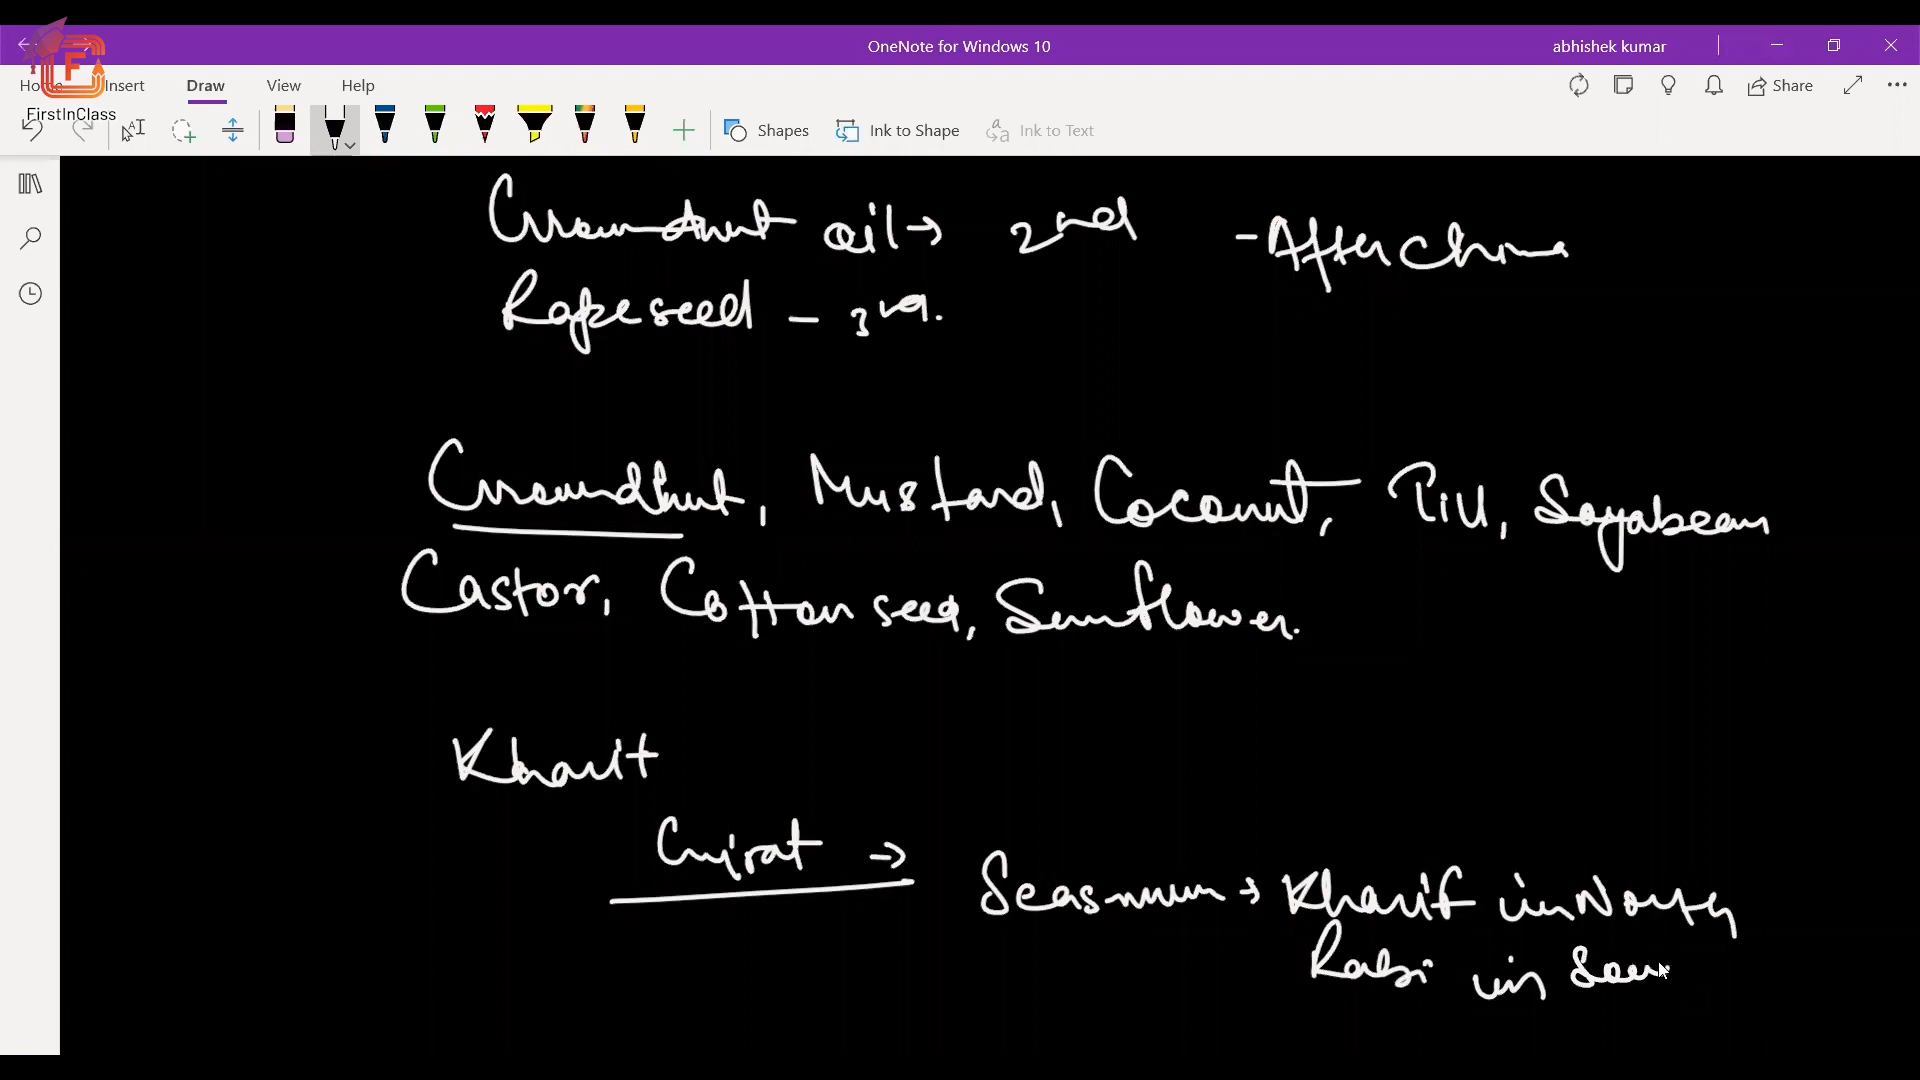 OneNote for Windows 10
abhishek kumar
Home Insert Draw View Help
Share
FirstInClass
Shapes Ink to Shape Ink to Text
Groundnut oil → 2nd - After China
Rapeseed - 3rd.
Groundnut, Mustard, Coconut, Till, Soyabean
Castor, Cotton seed, Sunflower.
Kharif
Gujrat →
Seasmum → Kharif in North
Rabi in Sou